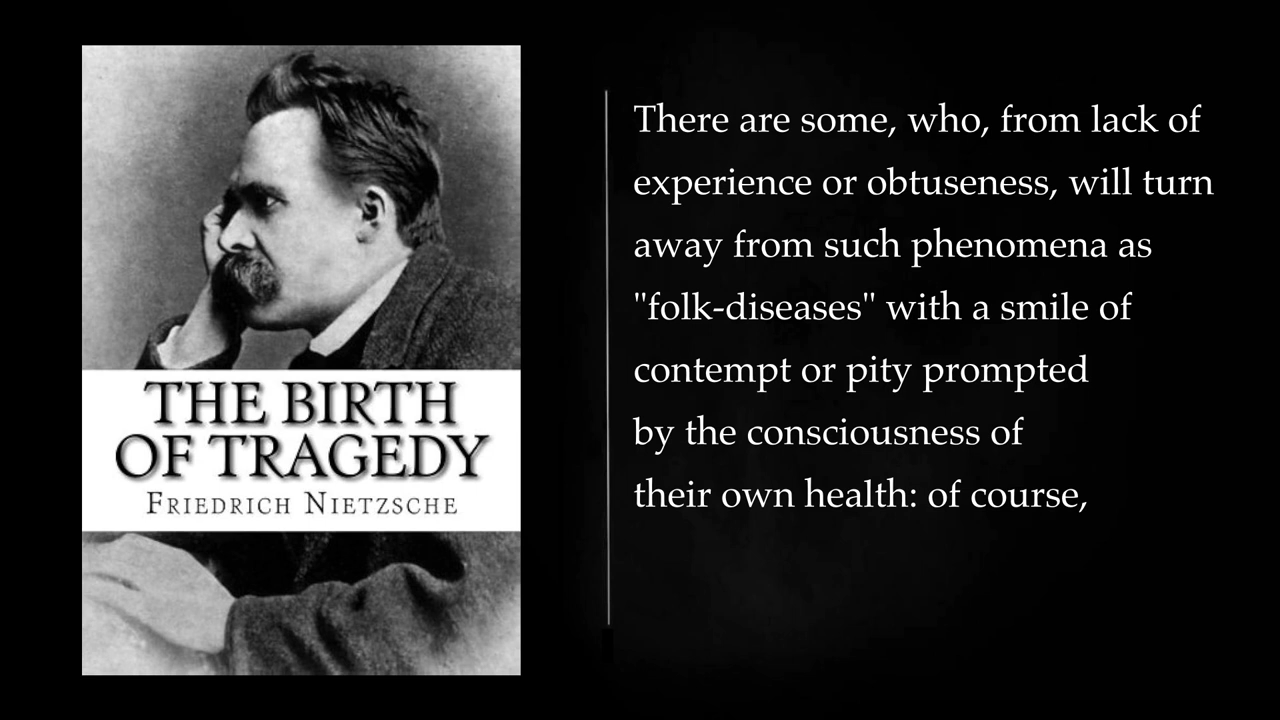 THE BIRTH
OF TRAGEDY
FRIEDRICH NIETZSCHE
There are some, who, from lack of
experience or obtuseness, will turn
away from such phenomena as
"folk-diseases" with a smile of
contempt or pity prompted
by the consciousness of
their own health: of course,